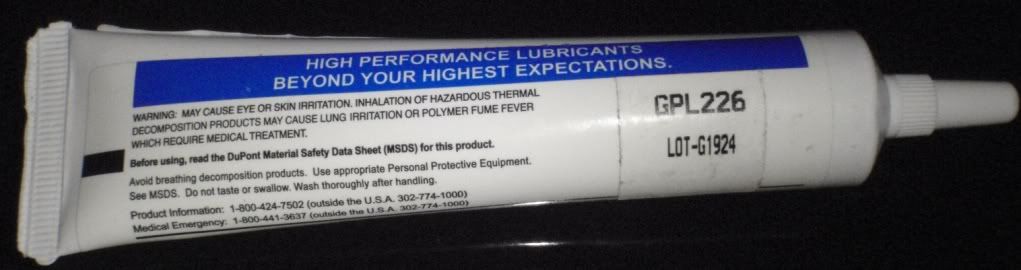 HIGH PERFORMANCE LUBRICANTS
BEYOND YOUR HIGHEST EXPECTATIONS.
WARNING: MAY CAUSE EYE OR SKIN IRRITATION. INHALATION OF HAZARDOUS THERMAL
DECOMPOSITION PRODUCTS MAY CAUSE LUNG IRRITATION OR POLYMER FUME FEVER
WHICH REQUIRE MEDICAL TREATMENT.
Before using, read the DuPont Material Safety Data Sheet (MSDS) for this product.
Avoid breathing decomposition products. Use appropriate Personal Protective Equipment.
See MSDS. Do not taste or swallow. Wash thoroughly after handling.
Product Information: 1-800-424-7502 (outside the U.S.A. 302-774-1000)
Medical Emergency: 1-800-441-3637 (outside the U.S.A. 302-774-1000)
GPL226
LOT-G1924